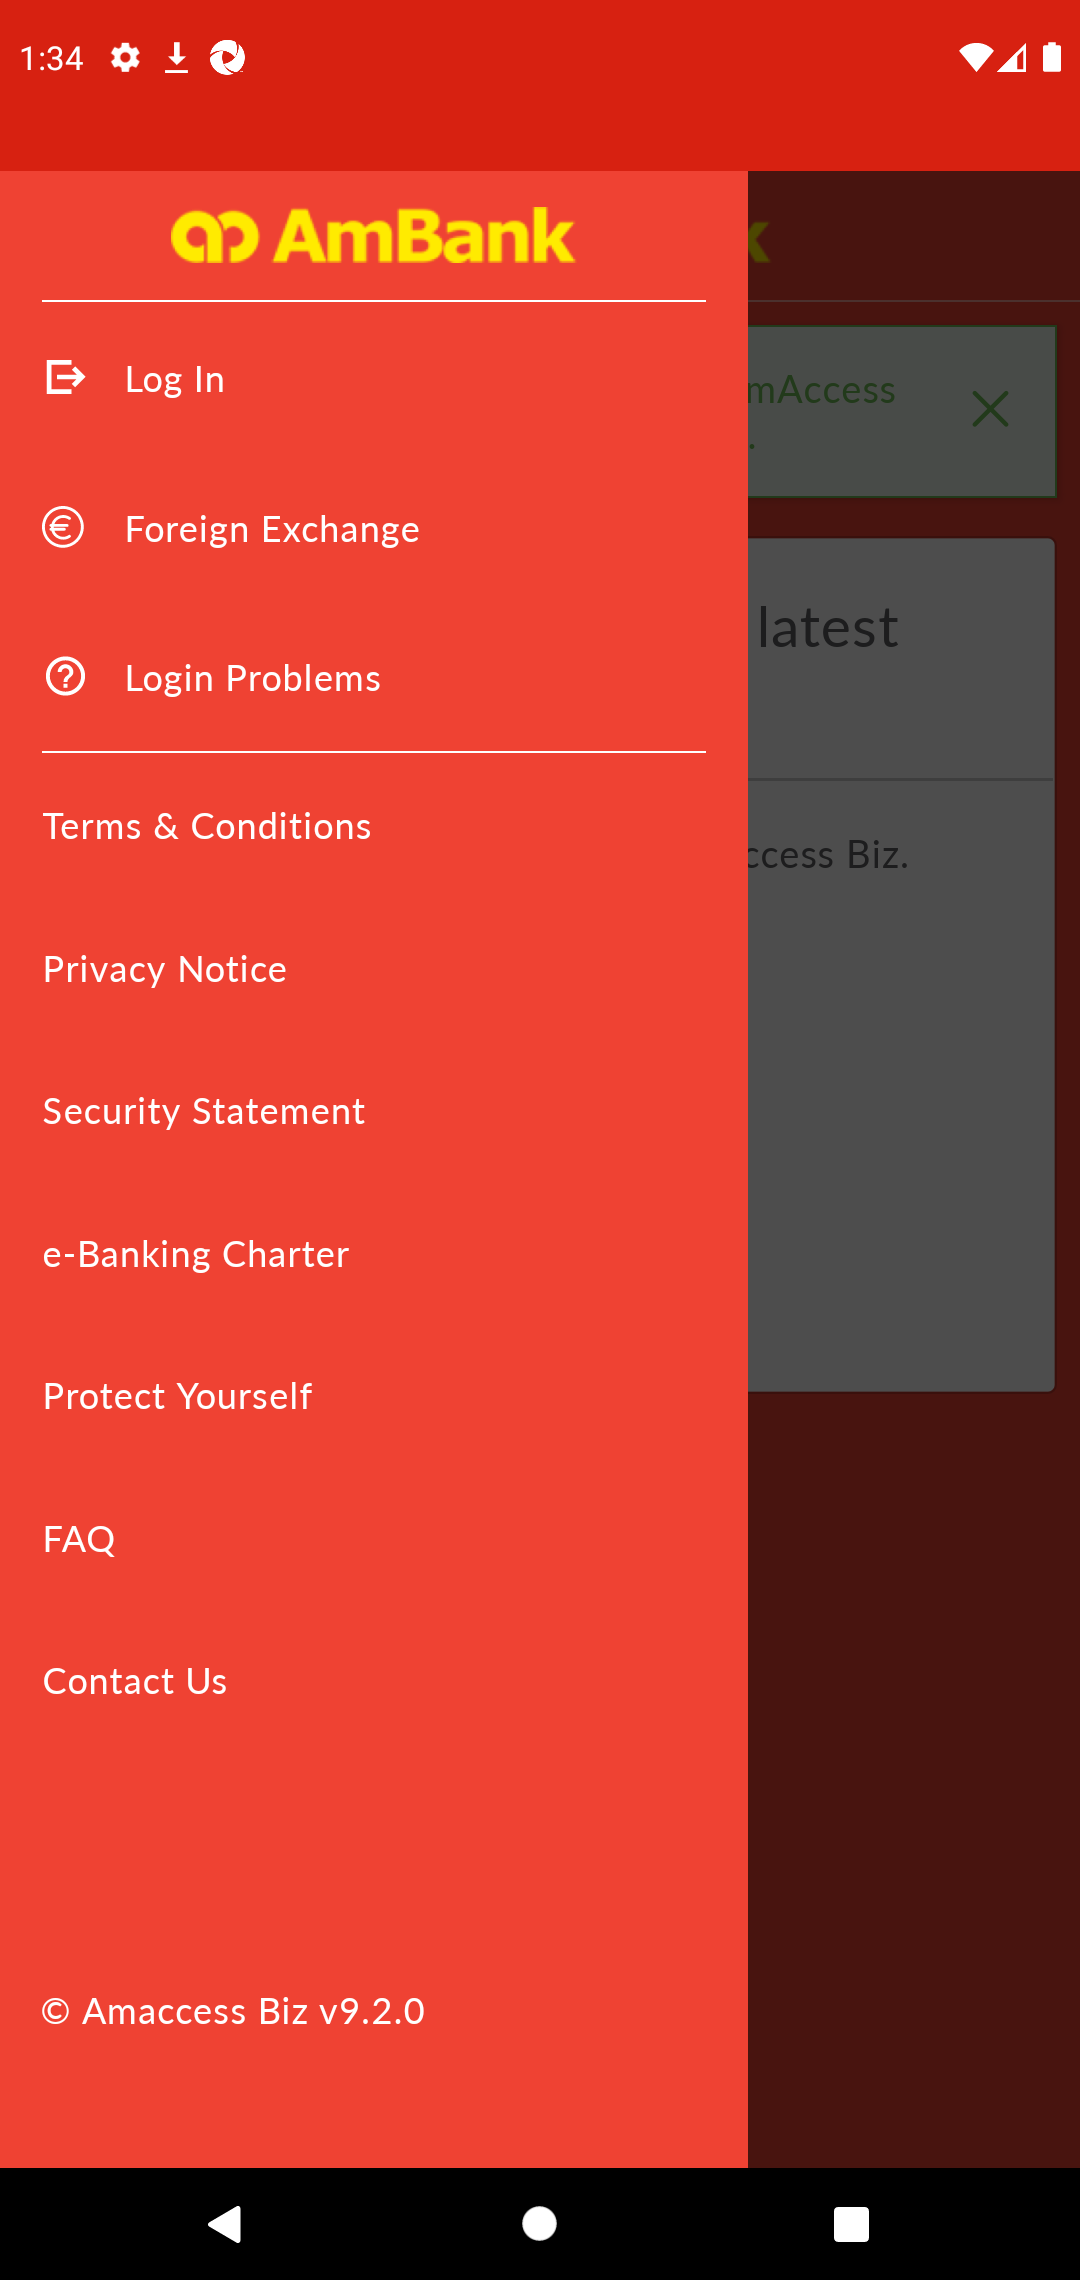 1:34
AmBank
k
Log In
mAccess
.
Foreign Exchange
latest
Login Problems
Terms & Conditions
ccess Biz.
Privacy Notice
Security Statement
e-Banking Charter
Protect Yourself
FAQ
Contact Us
© Amaccess Biz v9.2.0